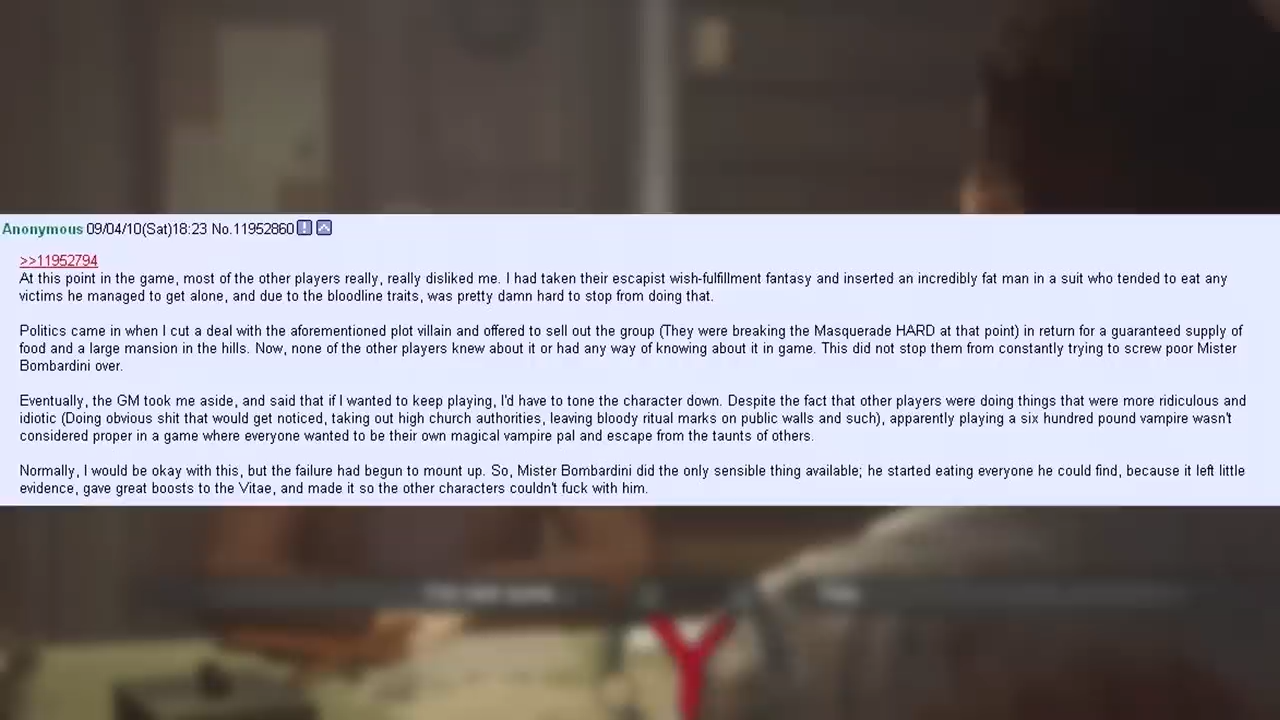 Anonymous 09/04/10(Sat)18:23 No.11952860
>>11952794
At this point in the game, most of the other players really, really disliked me. I had taken their escapist wish-fulfillment fantasy and inserted an incredibly fat man in a suit who tended to eat any
victims he managed to get alone, and due to the bloodline traits, was pretty damn hard to stop from doing that.
Politics came in when I cut a deal with the aforementioned plot villain and offered to sell out the group (They were breaking the Masquerade HARD at that point) in return for a guaranteed supply of
food and a large mansion in the hills. Now, none of the other players knew about it or had any way of knowing about it in game. This did not stop them from constantly trying to screw poor Mister
Bombardini over.
Eventually, the GM took me aside, and said that if I wanted to keep playing, I'd have to tone the character down. Despite the fact that other players were doing things that were more ridiculous and
idiotic (Doing obvious shit that would get noticed, taking out high church authorities, leaving bloody ritual marks on public walls and such), apparently playing a six hundred pound vampire wasn't
considered proper in a game where everyone wanted to be their own magical vampire pal and escape from the taunts of others.
Normally, I would be okay with this, but the failure had begun to mount up. So, Mister Bombardini did the only sensible thing available; he started eating everyone he could find, because it left little
evidence, gave great boosts to the Vitae, and made it so the other characters couldn't fuck with him.